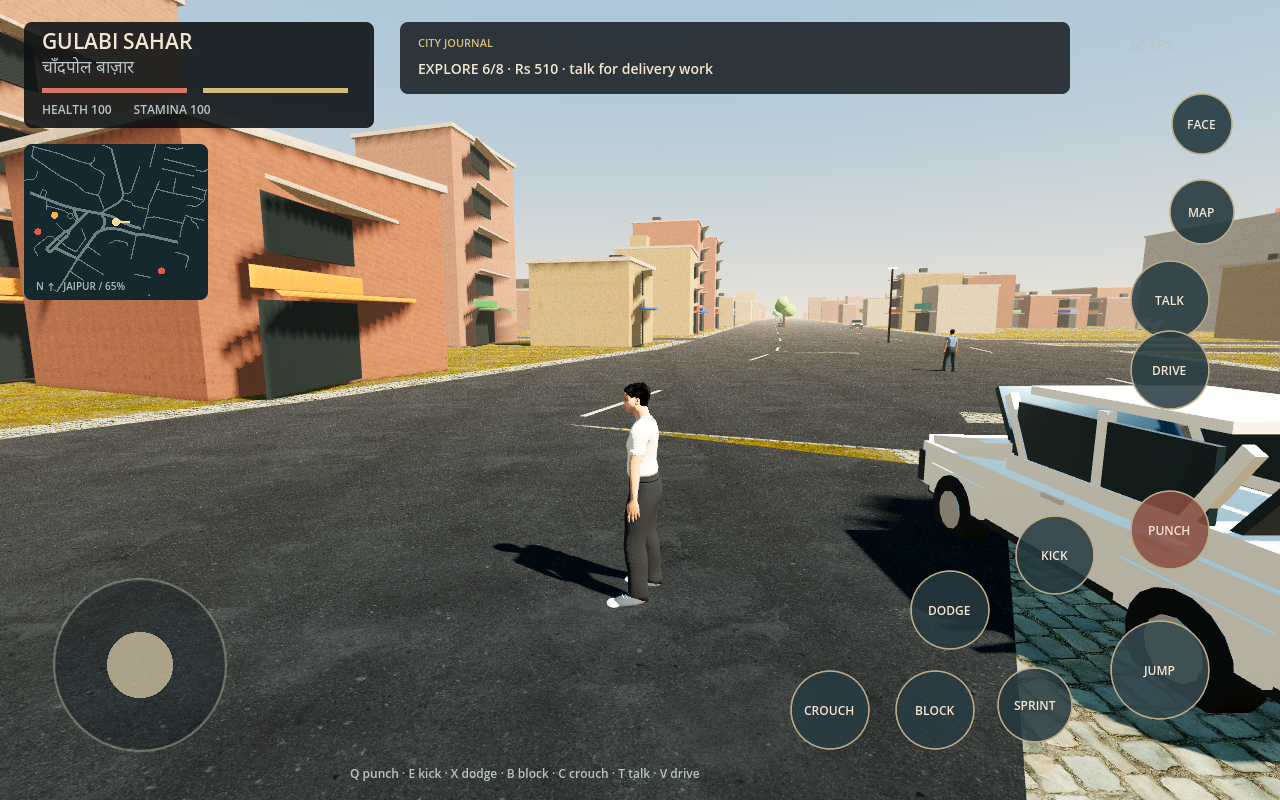 GULABI SAHAR
चाँदपोल बाज़ार
HEALTH 100 STAMINA 100
CITY JOURNAL
EXPLORE 6/8 · Rs 510 · talk for delivery work
FACE
MAP
N ↑ JAIPUR / 65%
TALK
DRIVE
PUNCH
KICK
DODGE
JUMP
CROUCH
BLOCK
SPRINT
Q punch · E kick · X dodge · B block · C crouch · T talk · V drive